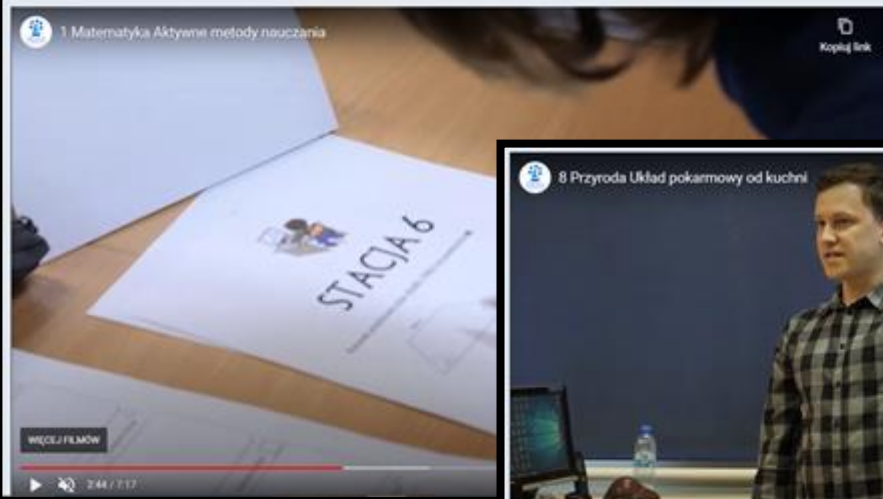 1 Matematyka Aktywne metody nauczania
Kopiuj link
STACJA 6
WIĘCEJ FILMÓW
2:44 / 7:17
8 Przyroda Układ pokarmowy od kuchni